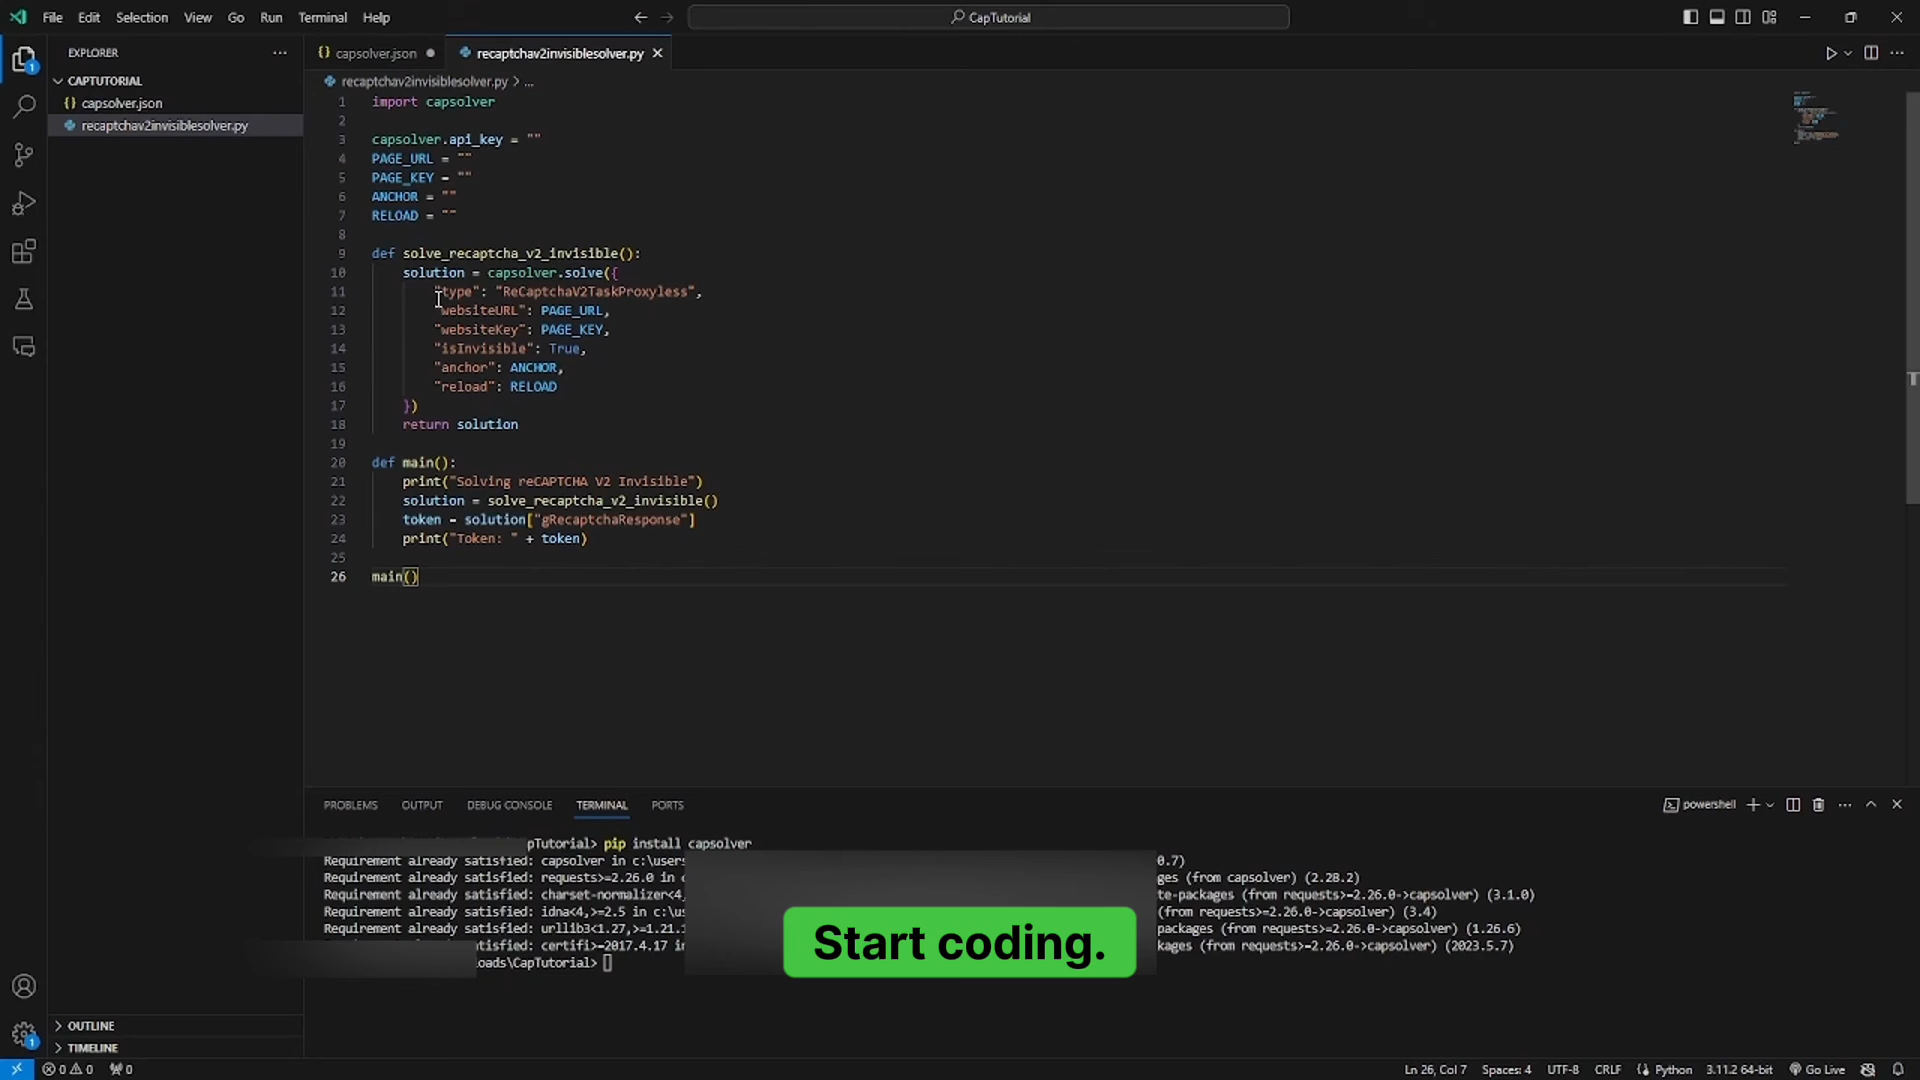 File Edit Selection View Go Run Terminal Help
CapTutorial
EXPLORER
CAPTUTORIAL
capsolver.json
recaptchav2invisiblesolver.py
capsolver.json
recaptchav2invisiblesolver.py
recaptchav2invisiblesolver.py > ...
1 import capsolver
2
3 capsolver.api_key = ""
4 PAGE_URL = ""
5 PAGE_KEY = ""
6 ANCHOR = ""
7 RELOAD = ""
8
9 def solve_recaptcha_v2_invisible():
10 solution = capsolver.solve({
11 "type": "ReCaptchaV2TaskProxyless",
12 "websiteURL": PAGE_URL,
13 "websiteKey": PAGE_KEY,
14 "isInvisible": True,
15 "anchor": ANCHOR,
16 "reload": RELOAD
17 })
18 return solution
19
20 def main():
21 print("Solving reCAPTCHA V2 Invisible")
22 solution = solve_recaptcha_v2_invisible()
23 token = solution["gRecaptchaResponse"]
24 print("Token: " + token)
25
26 main()
PROBLEMS OUTPUT DEBUG CONSOLE TERMINAL PORTS
powershell
pTutorial> pip install capsolver
Requirement already satisfied: capsolver in c:\users 0.7)
Requirement already satisfied: requests>=2.26.0 in ges (from capsolver) (2.28.2)
Requirement already satisfied: charset-normalizer<4, te-packages (from requests>=2.26.0->capsolver) (3.1.0)
Requirement already satisfied: idna<4,>=2.5 in c:\us (from requests>=2.26.0->capsolver) (3.4)
Requirement already satisfied: urllib3<1.27,>=1.21.1 packages (from requests>=2.26.0->capsolver) (1.26.6)
tisfied: certifi>=2017.4.17 in kages (from requests>=2.26.0->capsolver) (2023.5.7)
loads\CapTutorial>
Start coding.
OUTLINE
TIMELINE
0 0 0
Ln 26, Col 7 Spaces: 4 UTF-8 CRLF Python 3.11.2 64-bit Go Live